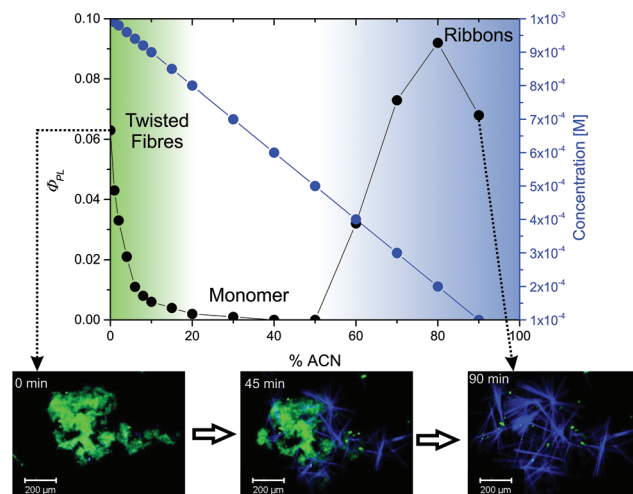 0.10
0.08
0.06
0.04
0.02
0.00
Φ_PL
Twisted
Fibres
Monomer
Ribbons
1x10⁻³
9x10⁻⁴
8x10⁻⁴
7x10⁻⁴
6x10⁻⁴
5x10⁻⁴
4x10⁻⁴
3x10⁻⁴
2x10⁻⁴
1x10⁻⁴
Concentration [M]
0 20 40 60 80 100
% ACN
0 min
200 μm
45 min
200 μm
90 min
200 μm